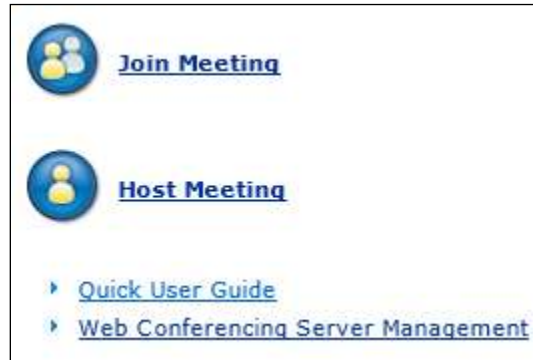 Join Meeting
Host Meeting
Quick User Guide
Web Conferencing Server Management